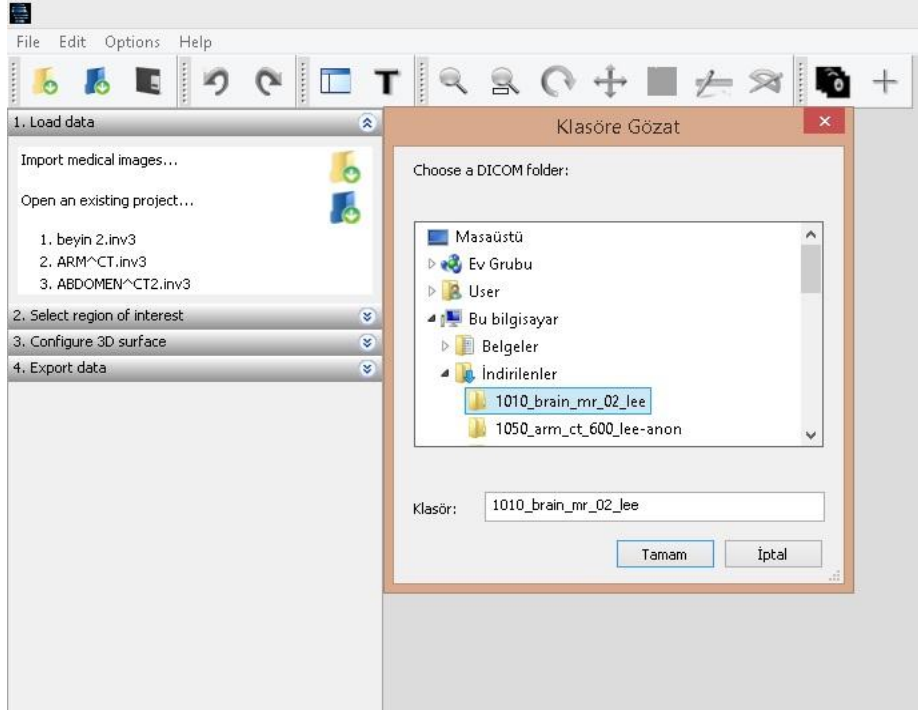 File Edit Options Help
1. Load data
Import medical images...
Open an existing project...
1. beyin 2.inv3
2. ARM^CT.inv3
3. ABDOMEN^CT2.inv3
2. Select region of interest
3. Configure 3D surface
4. Export data
Klasöre Gözat
Choose a DICOM folder:
Masaüstü
Ev Grubu
User
Bu bilgisayar
Belgeler
İndirilenler
1010_brain_mr_02_lee
1050_arm_ct_600_lee-anon
Klasör: 1010_brain_mr_02_lee
Tamam İptal